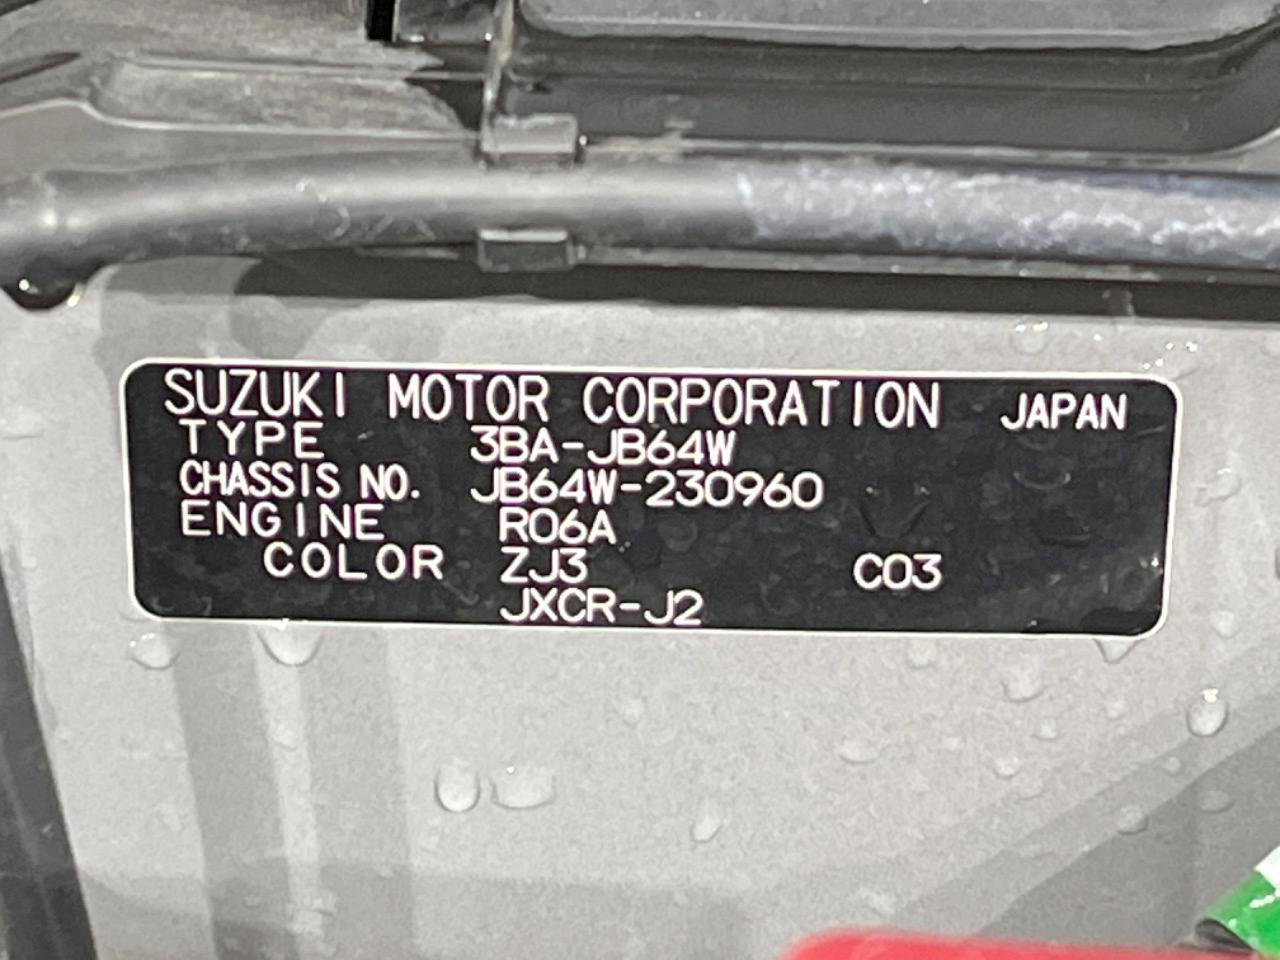 SUZUKI MOTOR CORPORATION JAPAN
TYPE 3BA-JB64W
CHASSIS NO. JB64W-230960
ENGINE R06A
COLOR ZJ3 C03
JXCR-J2